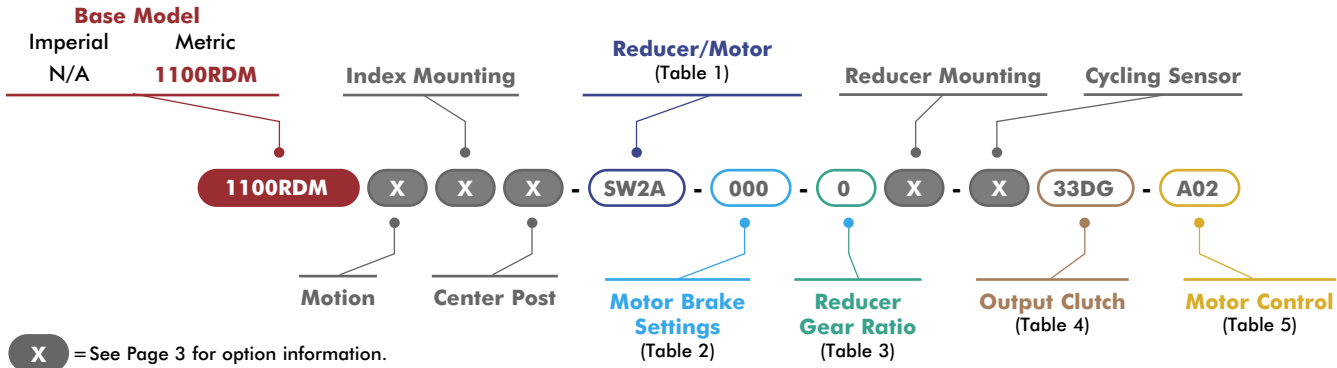 Base Model
Imperial Metric
N/A 1100RDM
Index Mounting
Reducer/Motor
(Table 1)
Reducer Mounting
Cycling Sensor
1100RDM X X X - SW2A - 000 - 0 X - X 33DG - A02
Motion
Center Post
Motor Brake
Settings
(Table 2)
Reducer
Gear Ratio
(Table 3)
Output Clutch
(Table 4)
Motor Control
(Table 5)
X = See Page 3 for option information.